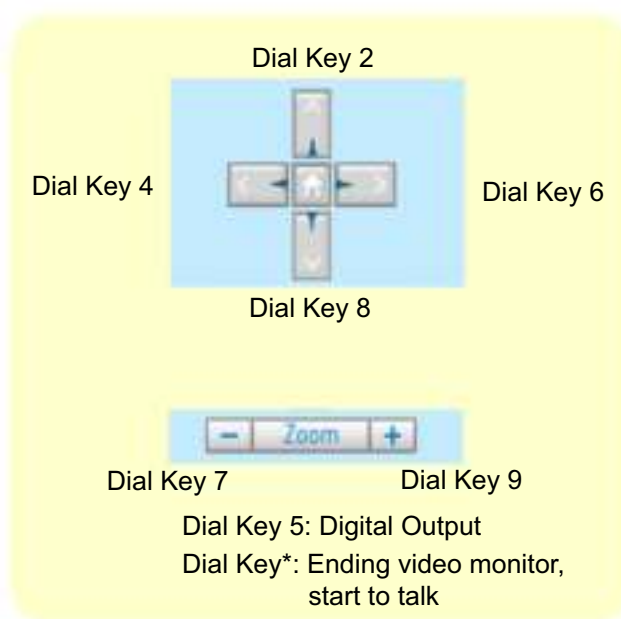 Dial Key 2
Dial Key 4
Dial Key 6
Dial Key 8
− Zoom +
Dial Key 7 Dial Key 9
Dial Key 5: Digital Output
Dial Key*: Ending video monitor,
start to talk